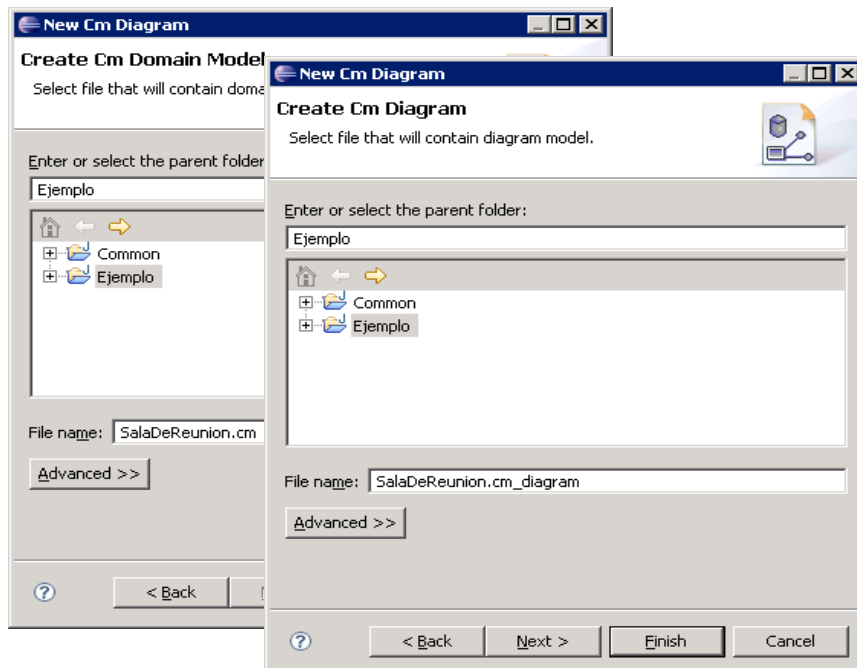 New Cm Diagram
Create Cm Domain Model
Select file that will contain doma
Enter or select the parent folder
Ejemplo
Common
Ejemplo
File name: SalaDeReunion.cm
Advanced >>
< Back
New Cm Diagram
Create Cm Diagram
Select file that will contain diagram model.
Enter or select the parent folder:
Ejemplo
Common
Ejemplo
File name: SalaDeReunion.cm_diagram
Advanced >>
< Back Next > Finish Cancel